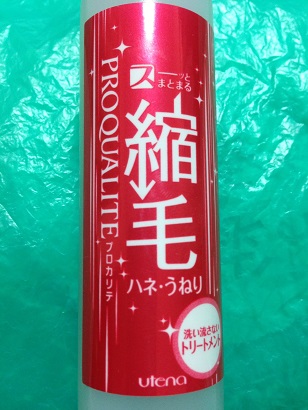 スーッと
まとまる
PROQUALITE
プロカリテ
縮毛
ハネ・うねり
洗い流さない
トリートメント
utena